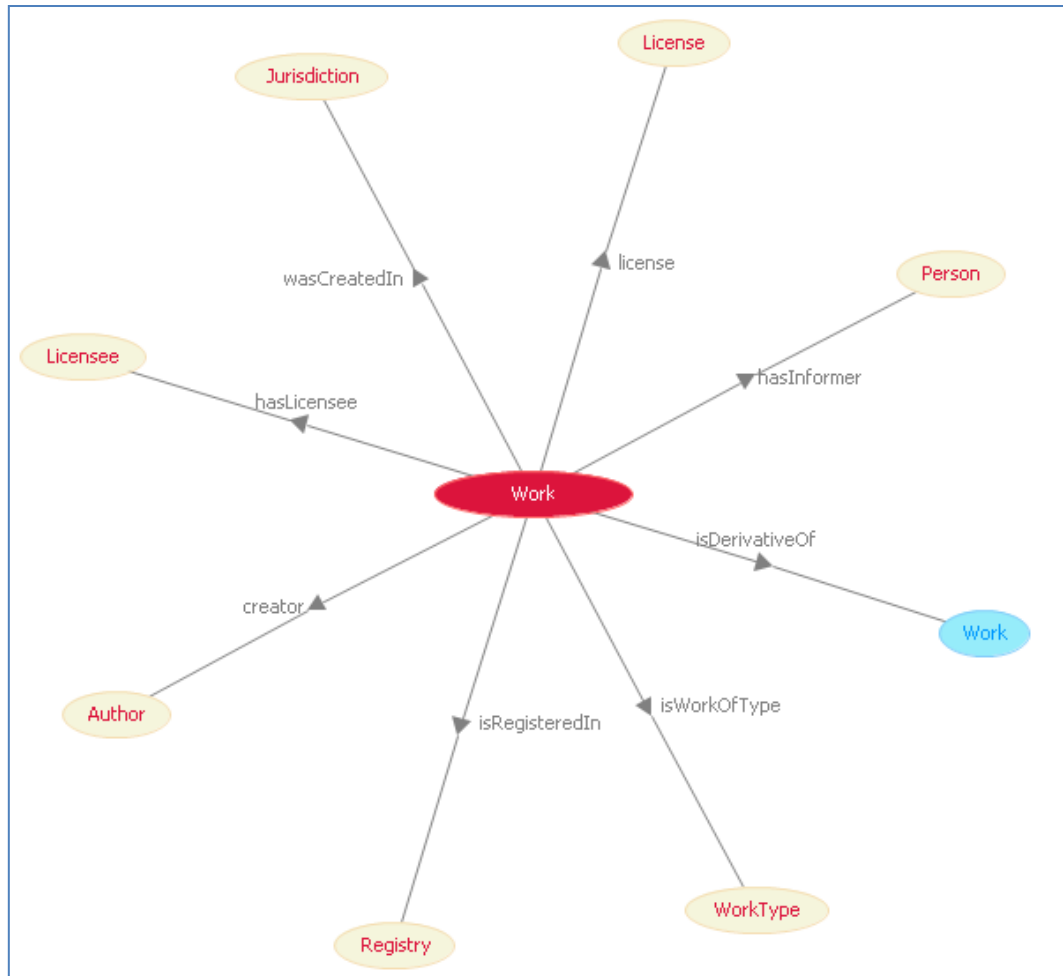 License
Jurisdiction
license
Person
wasCreatedIn
hasInformer
Licensee
hasLicensee
Work
isDerivativeOf
Work
creator
Author
isWorkOfType
isRegisteredIn
WorkType
Registry